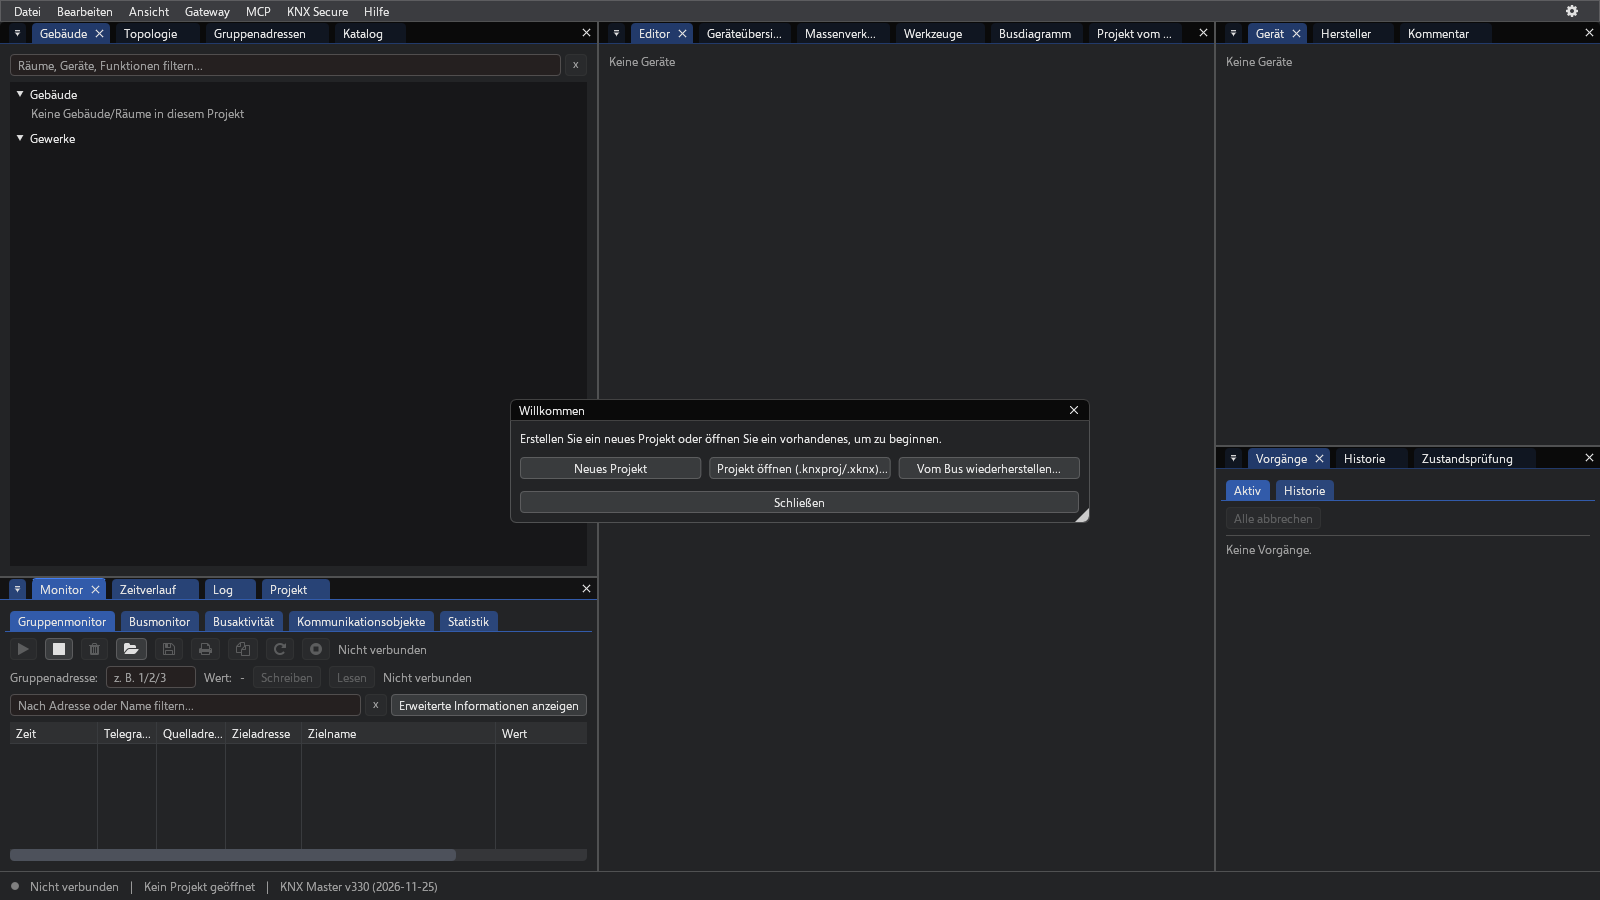 Datei Bearbeiten Ansicht Gateway MCP KNX Secure Hilfe
Gebäude Topologie Gruppenadressen Katalog
Räume, Geräte, Funktionen filtern... x
Gebäude
Keine Gebäude/Räume in diesem Projekt
Gewerke
Editor Geräteübersi... Massenverk... Werkzeuge Busdiagramm Projekt vom ...
Keine Geräte
Gerät Hersteller Kommentar
Keine Geräte
Willkommen
Erstellen Sie ein neues Projekt oder öffnen Sie ein vorhandenes, um zu beginnen.
Neues Projekt Projekt öffnen (.knxproj/.xknx)... Vom Bus wiederherstellen...
Schließen
Vorgänge Historie Zustandsprüfung
Aktiv Historie
Alle abbrechen
Keine Vorgänge.
Monitor Zeitverlauf Log Projekt
Gruppenmonitor Busmonitor Busaktivität Kommunikationsobjekte Statistik
Nicht verbunden
Gruppenadresse: z. B. 1/2/3 Wert: - Schreiben Lesen Nicht verbunden
Nach Adresse oder Name filtern... x Erweiterte Informationen anzeigen
Zeit Telegra... Quelladre... Zieladresse Zielname Wert
Nicht verbunden | Kein Projekt geöffnet | KNX Master v330 (2026-11-25)